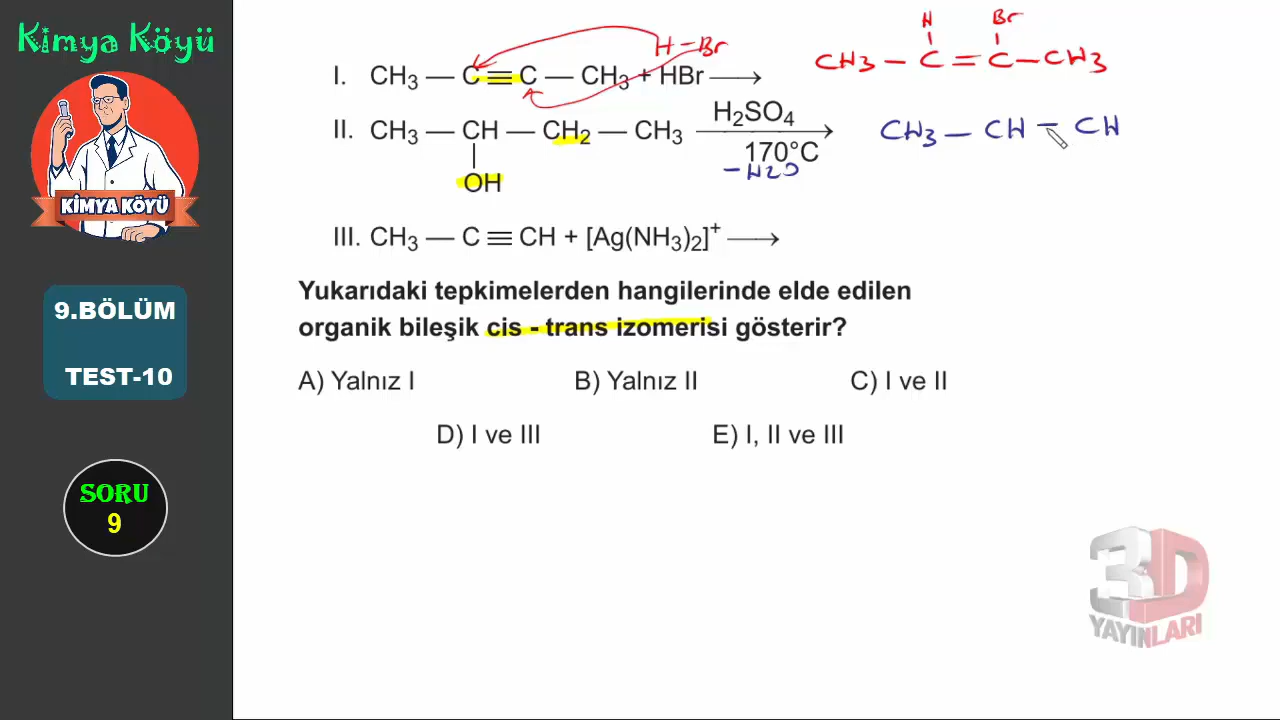 Kimya Köyü
KİMYA KÖYÜ
9.BÖLÜM
TEST-10
SORU
9
H – Br
H Br
I. CH3 — C ≡ C — CH3 + HBr ⟶
CH3 – C = C – CH3
II. CH3 — CH — CH2 — CH3
OH
H2SO4
170°C
– H2O
CH3 – CH – CH
III. CH3 — C ≡ CH + [Ag(NH3)2]+ ⟶
Yukarıdaki tepkimelerden hangilerinde elde edilen
organik bileşik cis - trans izomerisi gösterir?
A) Yalnız I B) Yalnız II C) I ve II
D) I ve III E) I, II ve III
3D
YAYINLARI